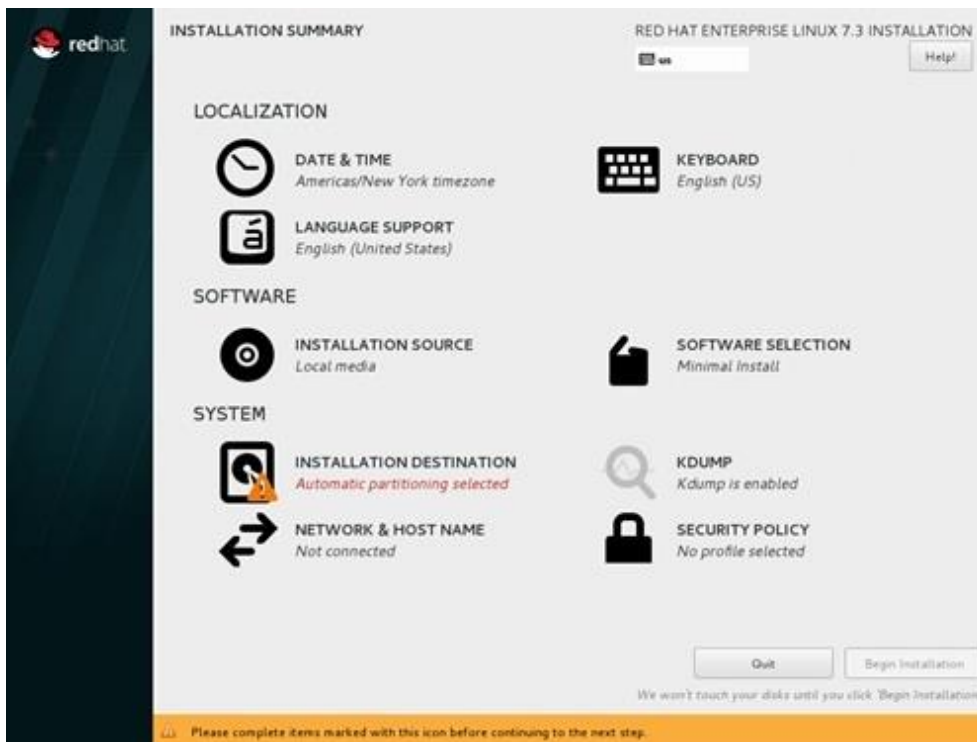 redhat
INSTALLATION SUMMARY
RED HAT ENTERPRISE LINUX 7.3 INSTALLATION
us
Help!
LOCALIZATION
DATE & TIME
Americas/New York timezone
KEYBOARD
English (US)
LANGUAGE SUPPORT
English (United States)
á
SOFTWARE
INSTALLATION SOURCE
Local media
SOFTWARE SELECTION
Minimal Install
SYSTEM
INSTALLATION DESTINATION
Automatic partitioning selected
KDUMP
Kdump is enabled
NETWORK & HOST NAME
Not connected
SECURITY POLICY
No profile selected
Quit
Begin Installation
We won't touch your disks until you click 'Begin Installation
Please complete items marked with this icon before continuing to the next step.